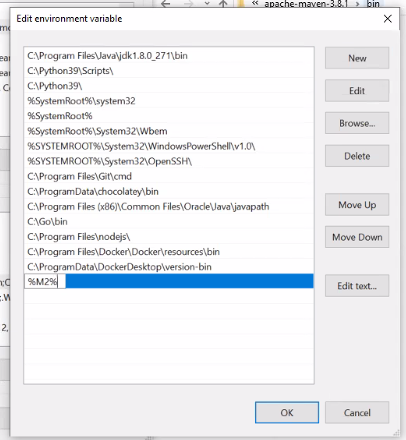 apache-maven-3.8.1 › bin
Edit environment variable
C:\Program Files\Java\jdk1.8.0_271\bin
C:\Python39\Scripts\
C:\Python39\
%SystemRoot%\system32
%SystemRoot%
%SystemRoot%\System32\Wbem
%SYSTEMROOT%\System32\WindowsPowerShell\v1.0\
%SYSTEMROOT%\System32\OpenSSH\
C:\Program Files\Git\cmd
C:\ProgramData\chocolatey\bin
C:\Program Files (x86)\Common Files\Oracle\Java\javapath
C:\Go\bin
C:\Program Files\nodejs\
C:\Program Files\Docker\Docker\resources\bin
C:\ProgramData\DockerDesktop\version-bin
%M2%
New
Edit
Browse...
Delete
Move Up
Move Down
Edit text...
OK
Cancel